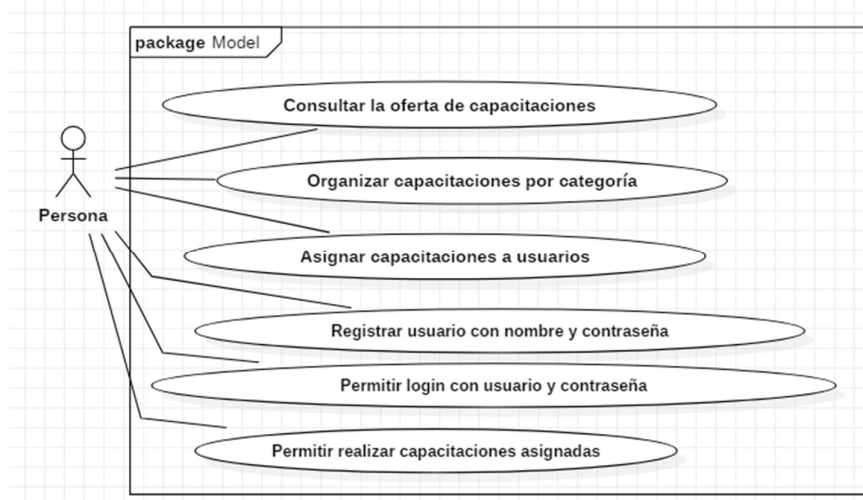 package Model
Consultar la oferta de capacitaciones
Organizar capacitaciones por categoría
Persona
Asignar capacitaciones a usuarios
Registrar usuario con nombre y contraseña
Permitir login con usuario y contraseña
Permitir realizar capacitaciones asignadas